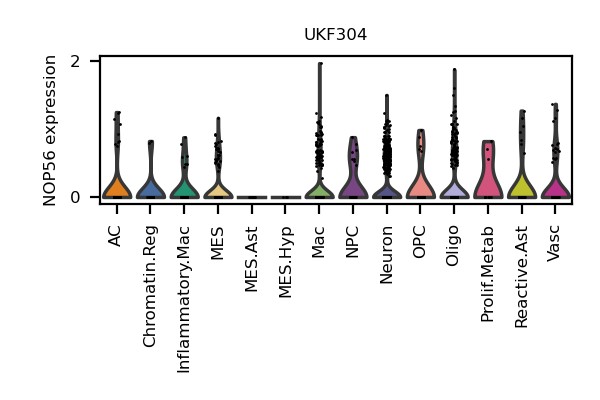 UKF304
NOP56 expression
2
0
AC
Chromatin.Reg
Inflammatory.Mac
MES
MES.Ast
MES.Hyp
Mac
NPC
Neuron
OPC
Oligo
Prolif.Metab
Reactive.Ast
Vasc